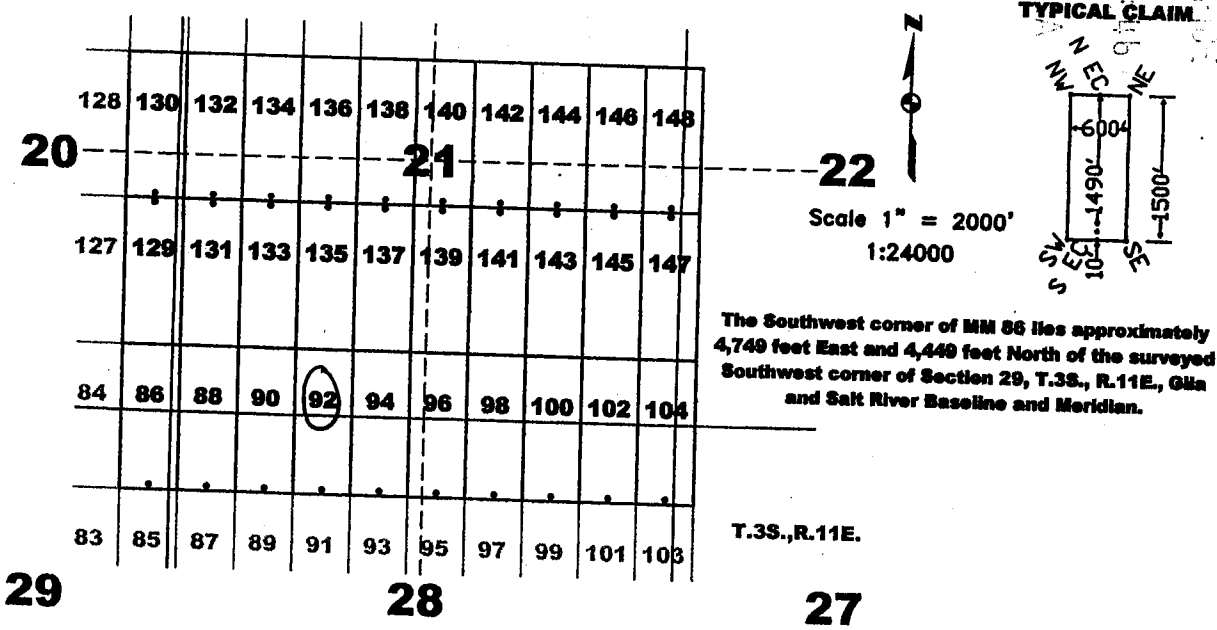 TYPICAL CLAIM
128 130 132 134 136 138 140 142 144 146 148
20 21 22
127 129 131 133 135 137 139 141 143 145 147
84 86 88 90 92 94 96 98 100 102 104
83 85 87 89 91 93 95 97 99 101 103
29 28 27
N
Scale 1" = 2000'
1:24000
NW
N EC
NE
600'
1490'
1500'
SW
S EC
10
SE
The Southwest corner of MM 86 lies approximately
4,749 feet East and 4,449 feet North of the surveyed
Southwest corner of Section 29, T.3S., R.11E., Gila
and Salt River Baseline and Meridian.
T.3S.,R.11E.